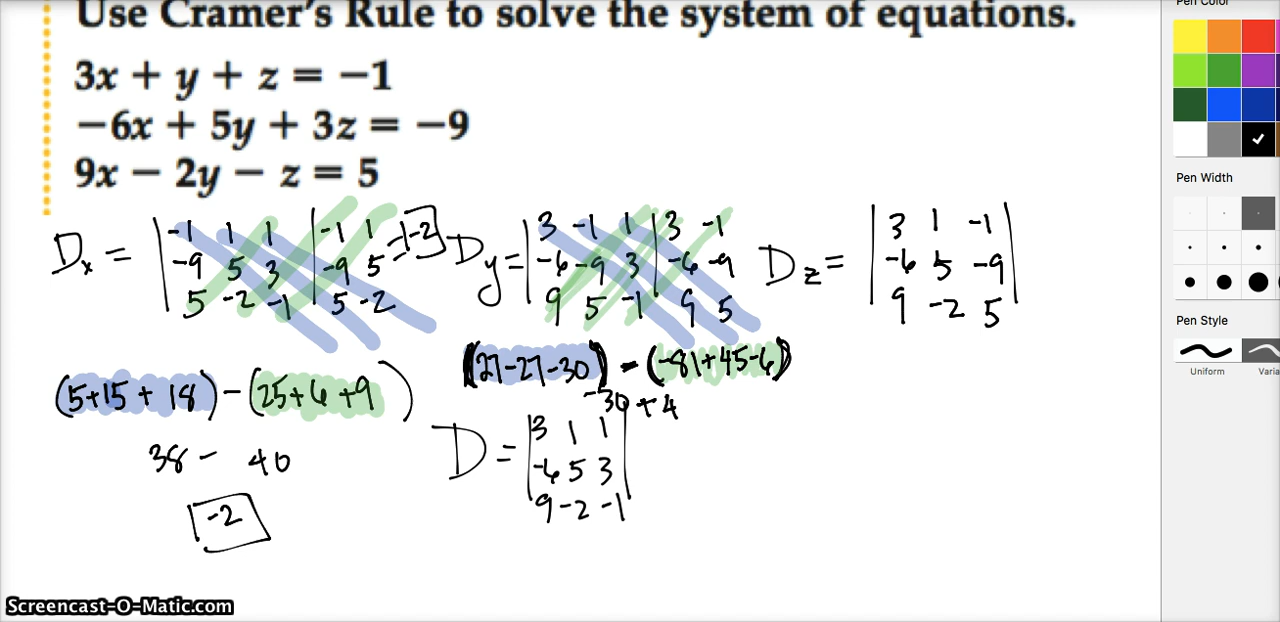 Use Cramer's Rule to solve the system of equations.
3x + y + z = −1
−6x + 5y + 3z = −9
9x − 2y − z = 5
Dx = | -1 1 1 | -1 1 = -2
-9 5 3 | -9 5
5 -2 -1 | 5 -2
(5+15+18) - (25+6+9)
38 - 40
-2
Dy = | 3 -1 1 | 3 -1
-6 -9 3 | -6 -9
9 5 -1 | 9 5
(27-27-30) - (-81+45-6)
-30 + 4
D = | 3 1 1 |
-6 5 3
9 -2 -1
Dz = | 3 1 -1 |
-6 5 -9
9 -2 5
Pen Color
Pen Width
Pen Style
Uniform
Screencast-O-Matic.com